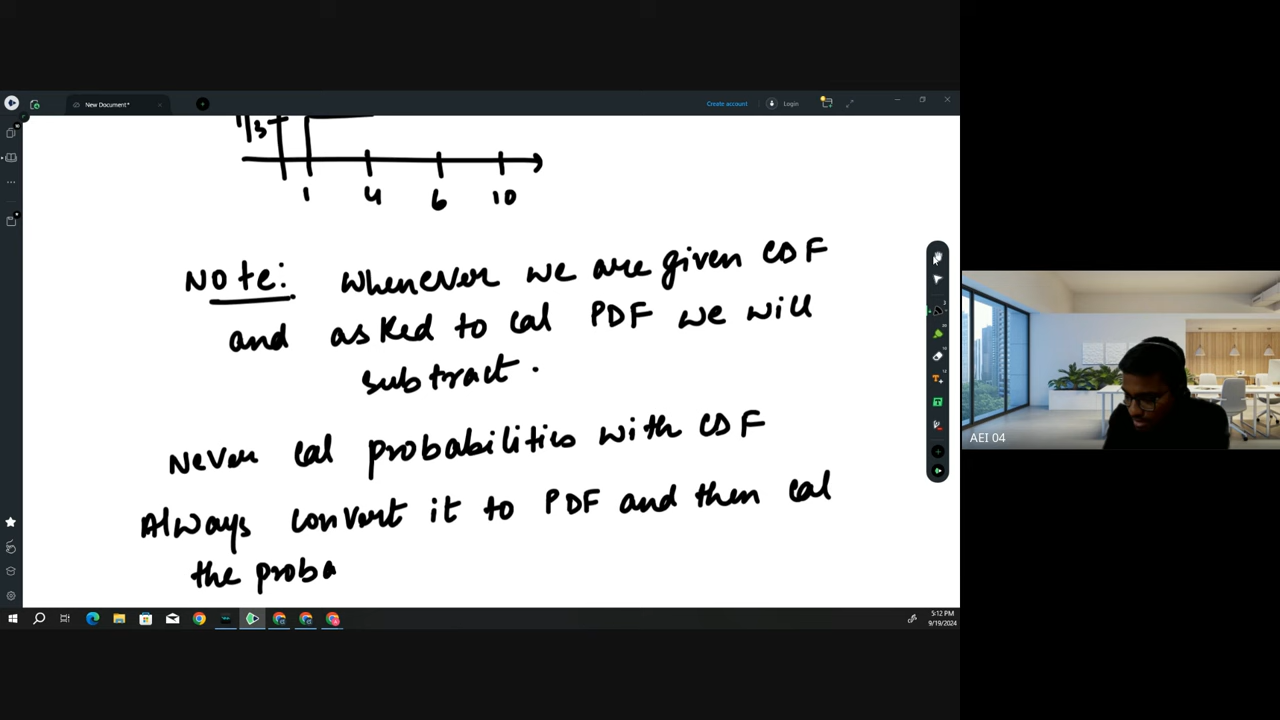 New Document*
Create account
Login
1/3
1 4 6 10
Note: Whenever we are given CDF
and asked to cal PDF we will
subtract.
Never cal probabilities with CDF
Always convert it to PDF and then cal
the proba
AEI 04
5:12 PM
9/19/2024